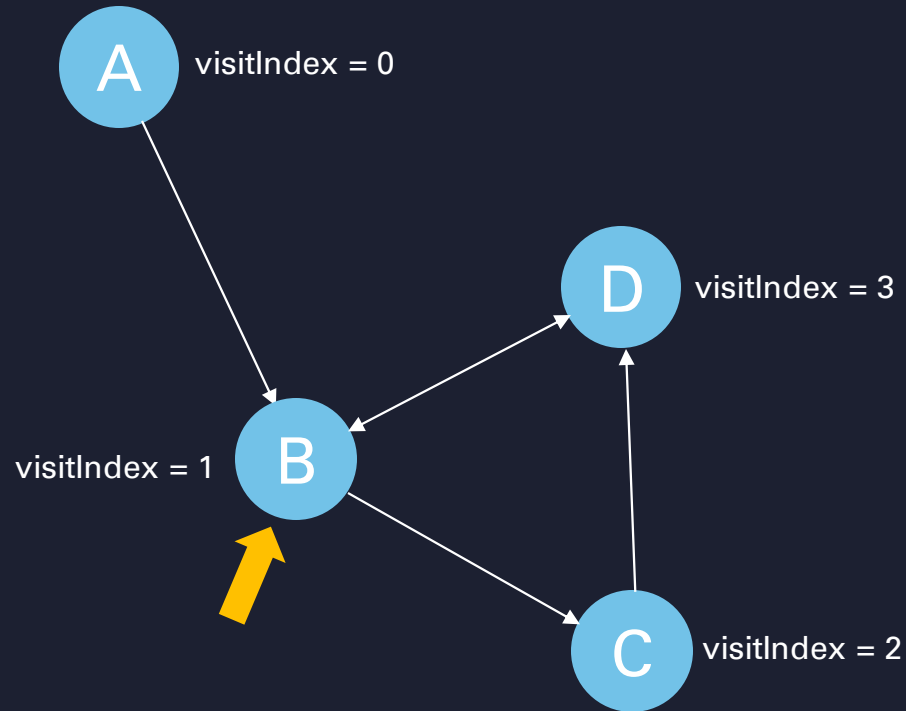 A
visitIndex = 0
D
visitIndex = 3
B
visitIndex = 1
C
visitIndex = 2